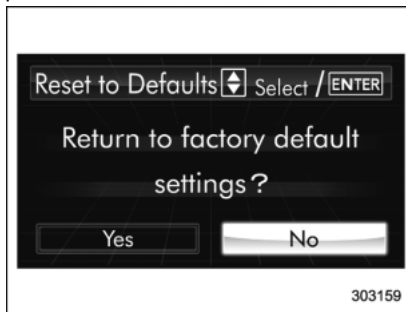 Reset to Defaults Select / ENTER
Return to factory default
settings?
Yes No
303159